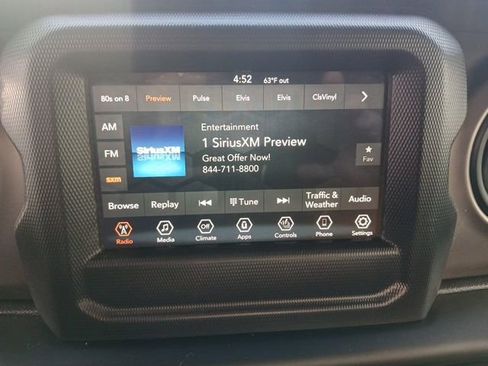 4:52 63°F out
80s on 8 Preview Pulse Elvis Elvis ClsVinyl
AM
FM
sxm
SiriusXM
Entertainment
1 SiriusXM Preview
Great Offer Now!
844-711-8800
Fav
Browse Replay Tune Traffic & Weather Audio
Off
Radio Media Climate Apps Controls Phone Settings